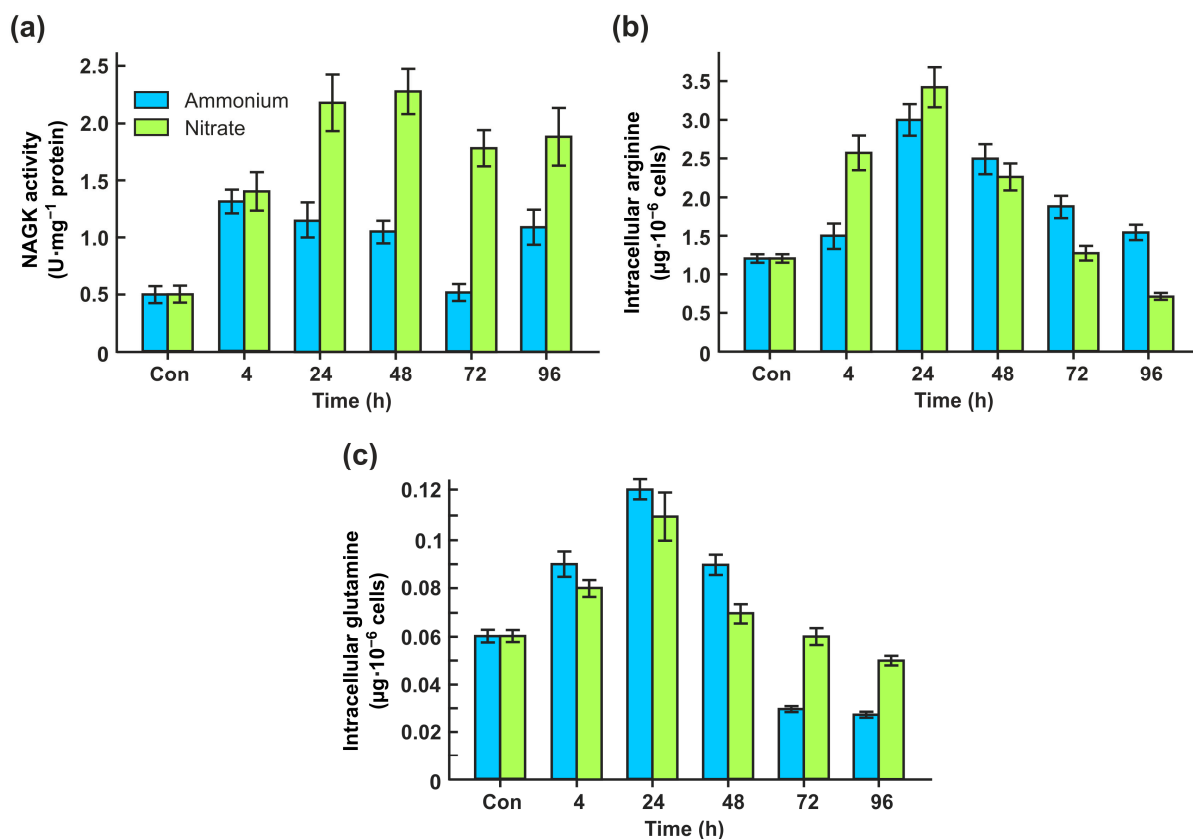 (a)
NAGK activity
(U·mg⁻¹ protein)
2.5
2.0
1.5
1.0
0.5
0
Ammonium
Nitrate
Con 4 24 48 72 96
Time (h)
(b)
Intracellular arginine
(µg·10⁻⁶ cells)
3.5
3.0
2.5
2.0
1.5
1.0
0.5
0
Con 4 24 48 72 96
Time (h)
(c)
Intracellular glutamine
(µg·10⁻⁶ cells)
0.12
0.1
0.08
0.06
0.04
0.02
0
Con 4 24 48 72 96
Time (h)